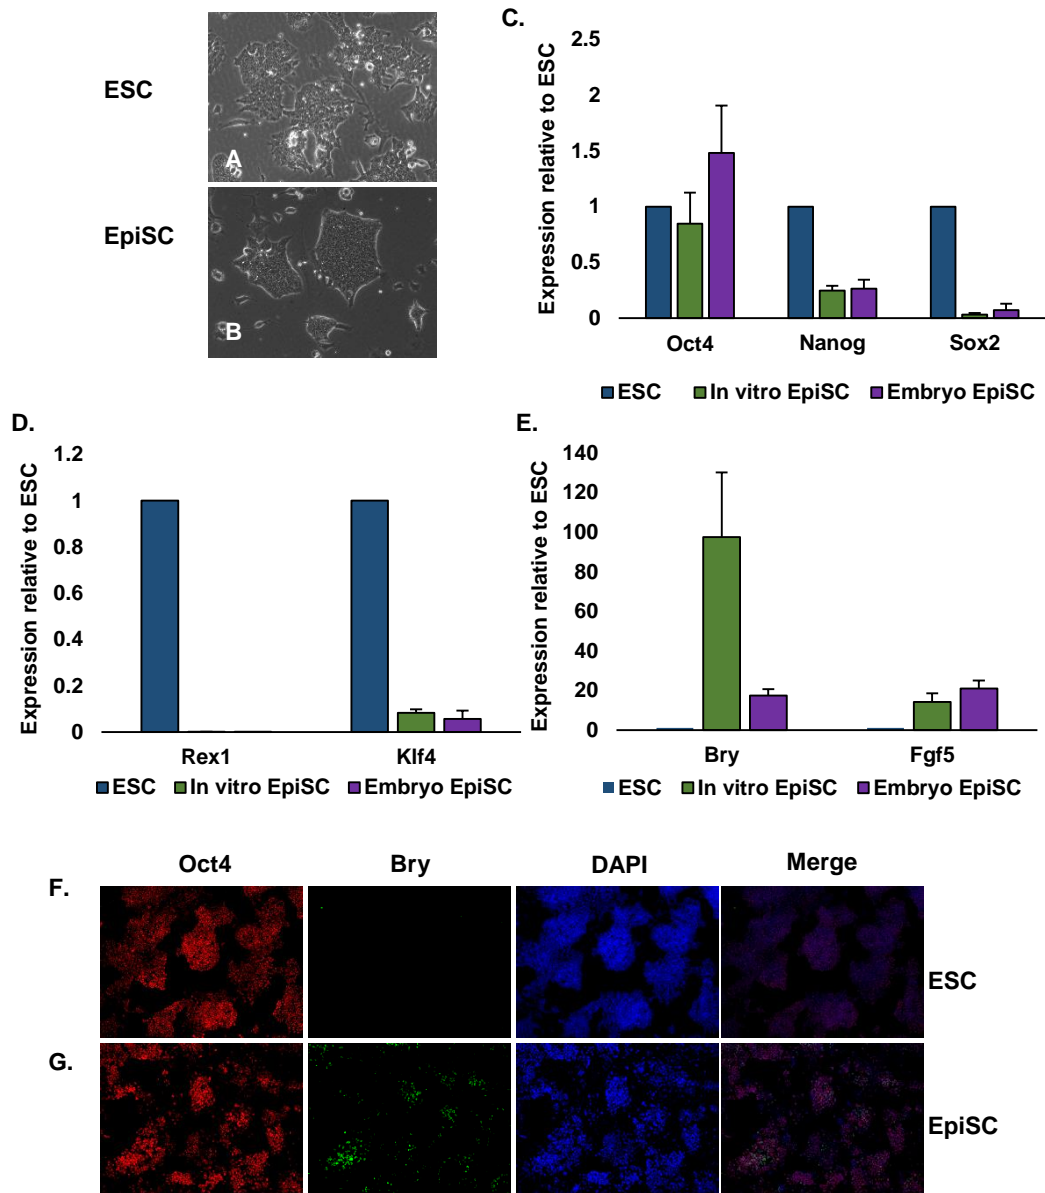 ESC
A
EpiSC
B
C.
Expression relative to ESC
2.5
2
1.5
1
0.5
0
Oct4 Nanog Sox2
ESC In vitro EpiSC Embryo EpiSC
D.
Expression relative to ESC
1.2
1
0.8
0.6
0.4
0.2
0
Rex1 Klf4
ESC In vitro EpiSC Embryo EpiSC
E.
Expression relative to ESC
140
120
100
80
60
40
20
0
Bry Fgf5
ESC In vitro EpiSC Embryo EpiSC
Oct4 Bry DAPI Merge
F.
ESC
G.
EpiSC